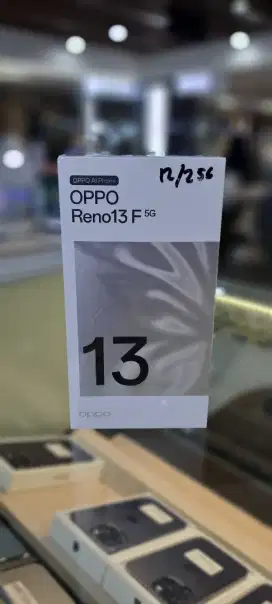 OPPO AI Phone
12/256
OPPO
Reno13 F 5G
13
oppo